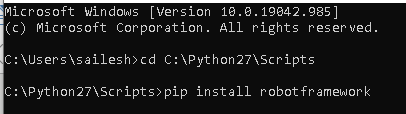 Microsoft Windows [Version 10.0.19042.985]
(c) Microsoft Corporation. All rights reserved.
C:\Users\sailesh>cd C:\Python27\Scripts
C:\Python27\Scripts>pip install robotframework